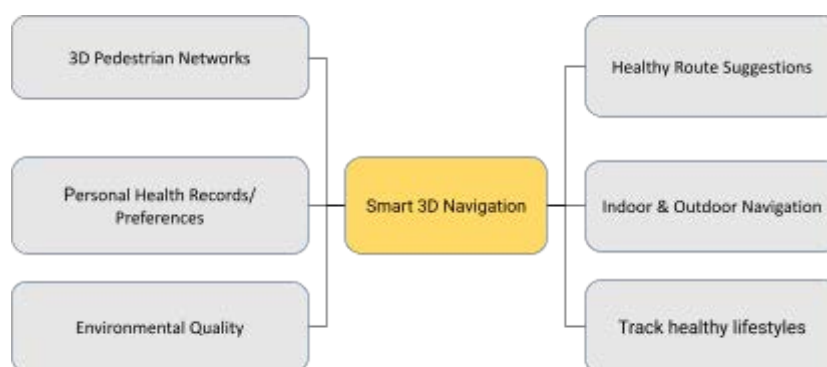 3D Pedestrian Networks
Personal Health Records/
Preferences
Environmental Quality
Smart 3D Navigation
Healthy Route Suggestions
Indoor & Outdoor Navigation
Track healthy lifestyles